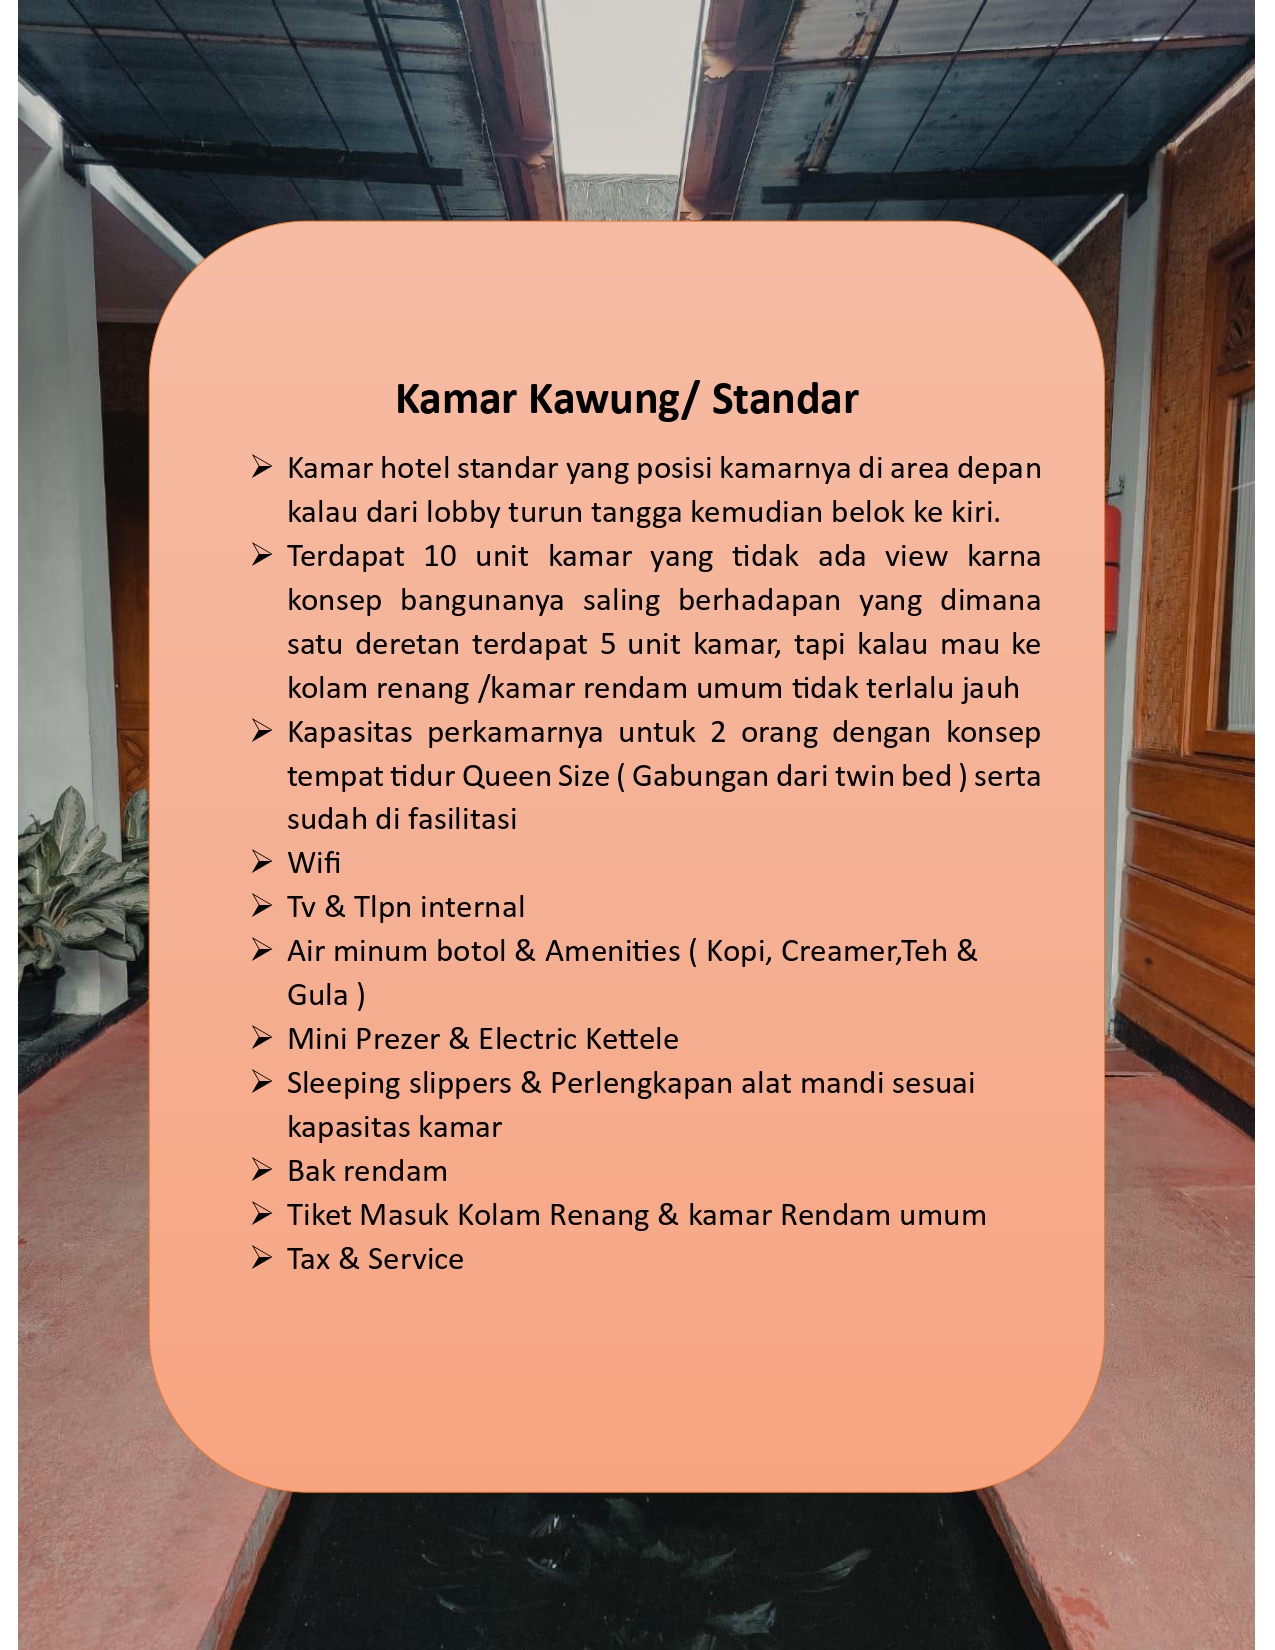 Kamar Kawung/ Standar
➢ Kamar hotel standar yang posisi kamarnya di area depan
kalau dari lobby turun tangga kemudian belok ke kiri.
➢ Terdapat 10 unit kamar yang tidak ada view karna
konsep bangunanya saling berhadapan yang dimana
satu deretan terdapat 5 unit kamar, tapi kalau mau ke
kolam renang /kamar rendam umum tidak terlalu jauh
➢ Kapasitas perkamarnya untuk 2 orang dengan konsep
tempat tidur Queen Size ( Gabungan dari twin bed ) serta
sudah di fasilitasi
➢ Wifi
➢ Tv & Tlpn internal
➢ Air minum botol & Amenities ( Kopi, Creamer,Teh &
Gula )
➢ Mini Prezer & Electric Kettele
➢ Sleeping slippers & Perlengkapan alat mandi sesuai
kapasitas kamar
➢ Bak rendam
➢ Tiket Masuk Kolam Renang & kamar Rendam umum
➢ Tax & Service